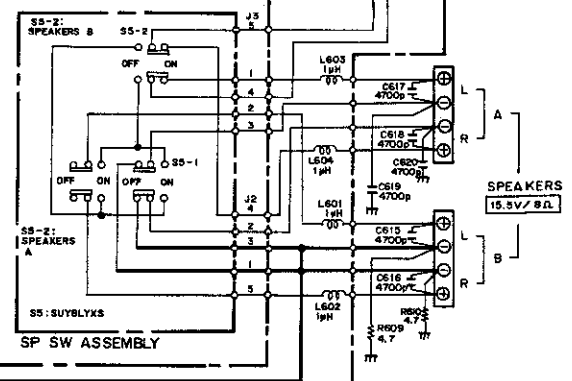 S5-2:
SPEAKERS B
S5-2
OFF ON
J3
5
1
4
2
3
S5-1
OFF ON
OFF ON
S5-2:
SPEAKERS
A
J2
4
2
3
1
5
S5: SUYBLYXS
SP SW ASSEMBLY
L603
1µH
C617
4700p
C618
4700p
L604
1µH
C620
4700p
C619
4700p
L601
1µH
C615
4700p
C616
4700p
L602
1µH
R609
4.7
R610
4.7
L
R
A
L
R
B
SPEAKERS
15.5V/8Ω